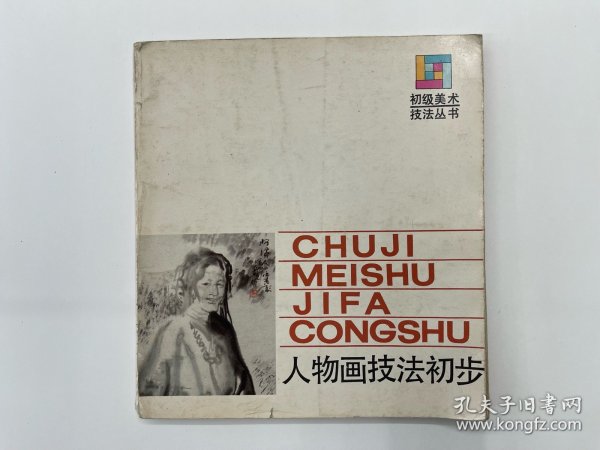 初级美术
技法丛书
CHUJI
MEISHU
JIFA
CONGSHU
人物画技法初步
孔夫子旧书网
www.kongfz.com